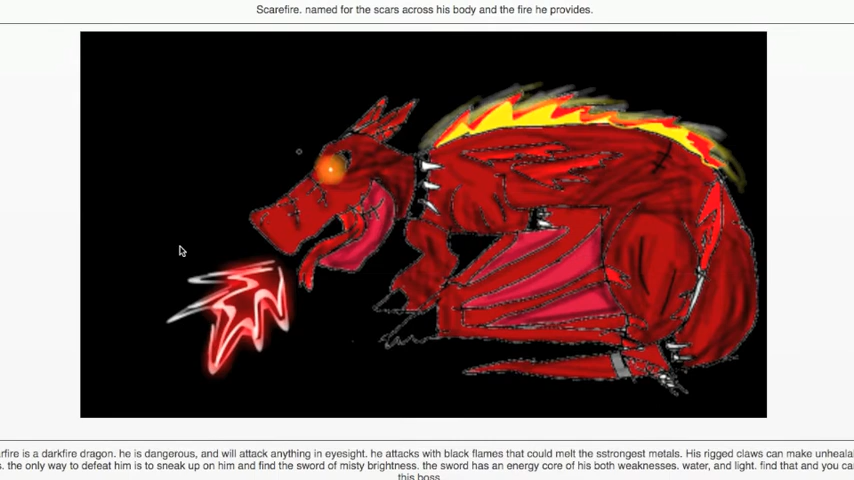 Scarefire. named for the scars across his body and the fire he provides.
arfire is a darkfire dragon. he is dangerous, and will attack anything in eyesight. he attacks with black flames that could melt the sstrongest metals. His rigged claws can make unheala
s. the only way to defeat him is to sneak up on him and find the sword of misty brightness. the sword has an energy core of his both weaknesses. water, and light. find that and you ca
this boss